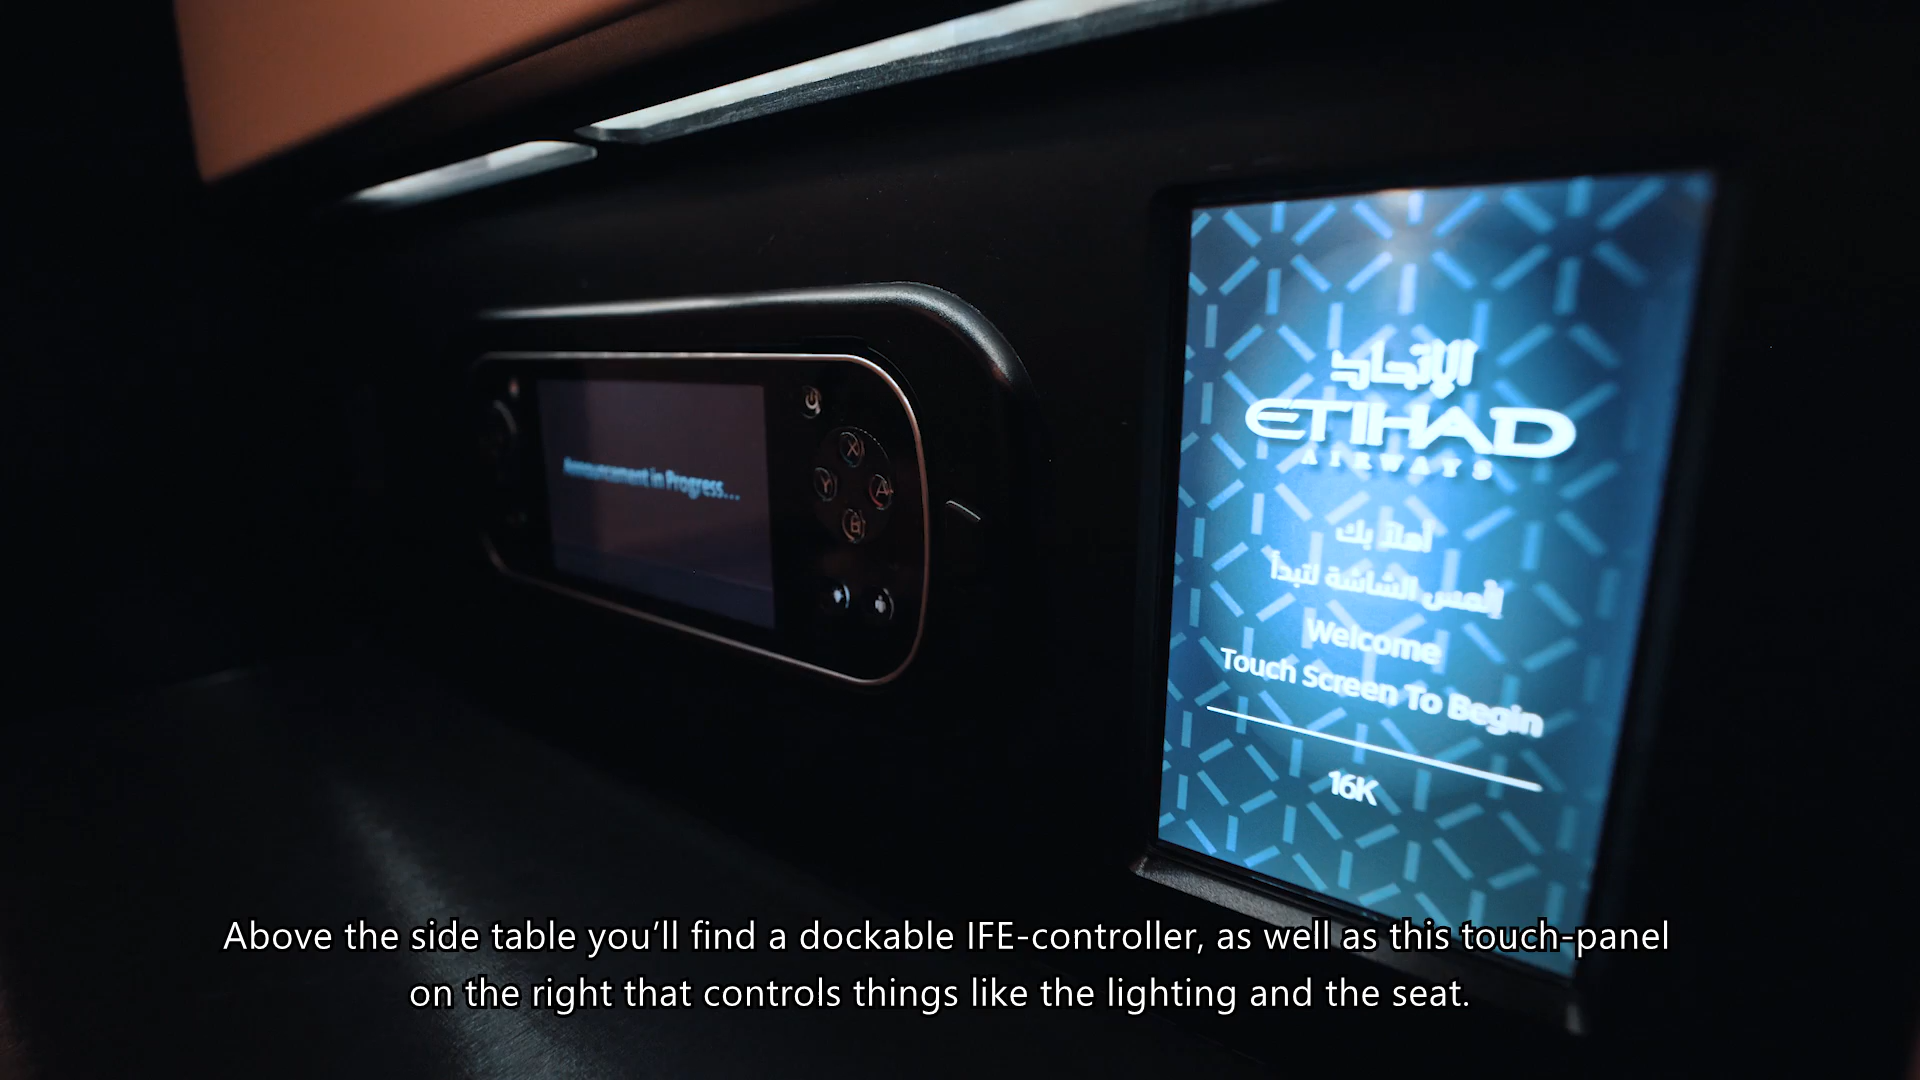 Announcement in Progress...
X
Y
A
B
الإتحاد
ETIHAD
AIRWAYS
أهلاً بك
إلمس الشاشة لتبدأ
Welcome
Touch Screen To Begin
16K
Above the side table you’ll find a dockable IFE-controller, as well as this touch-panel
on the right that controls things like the lighting and the seat.